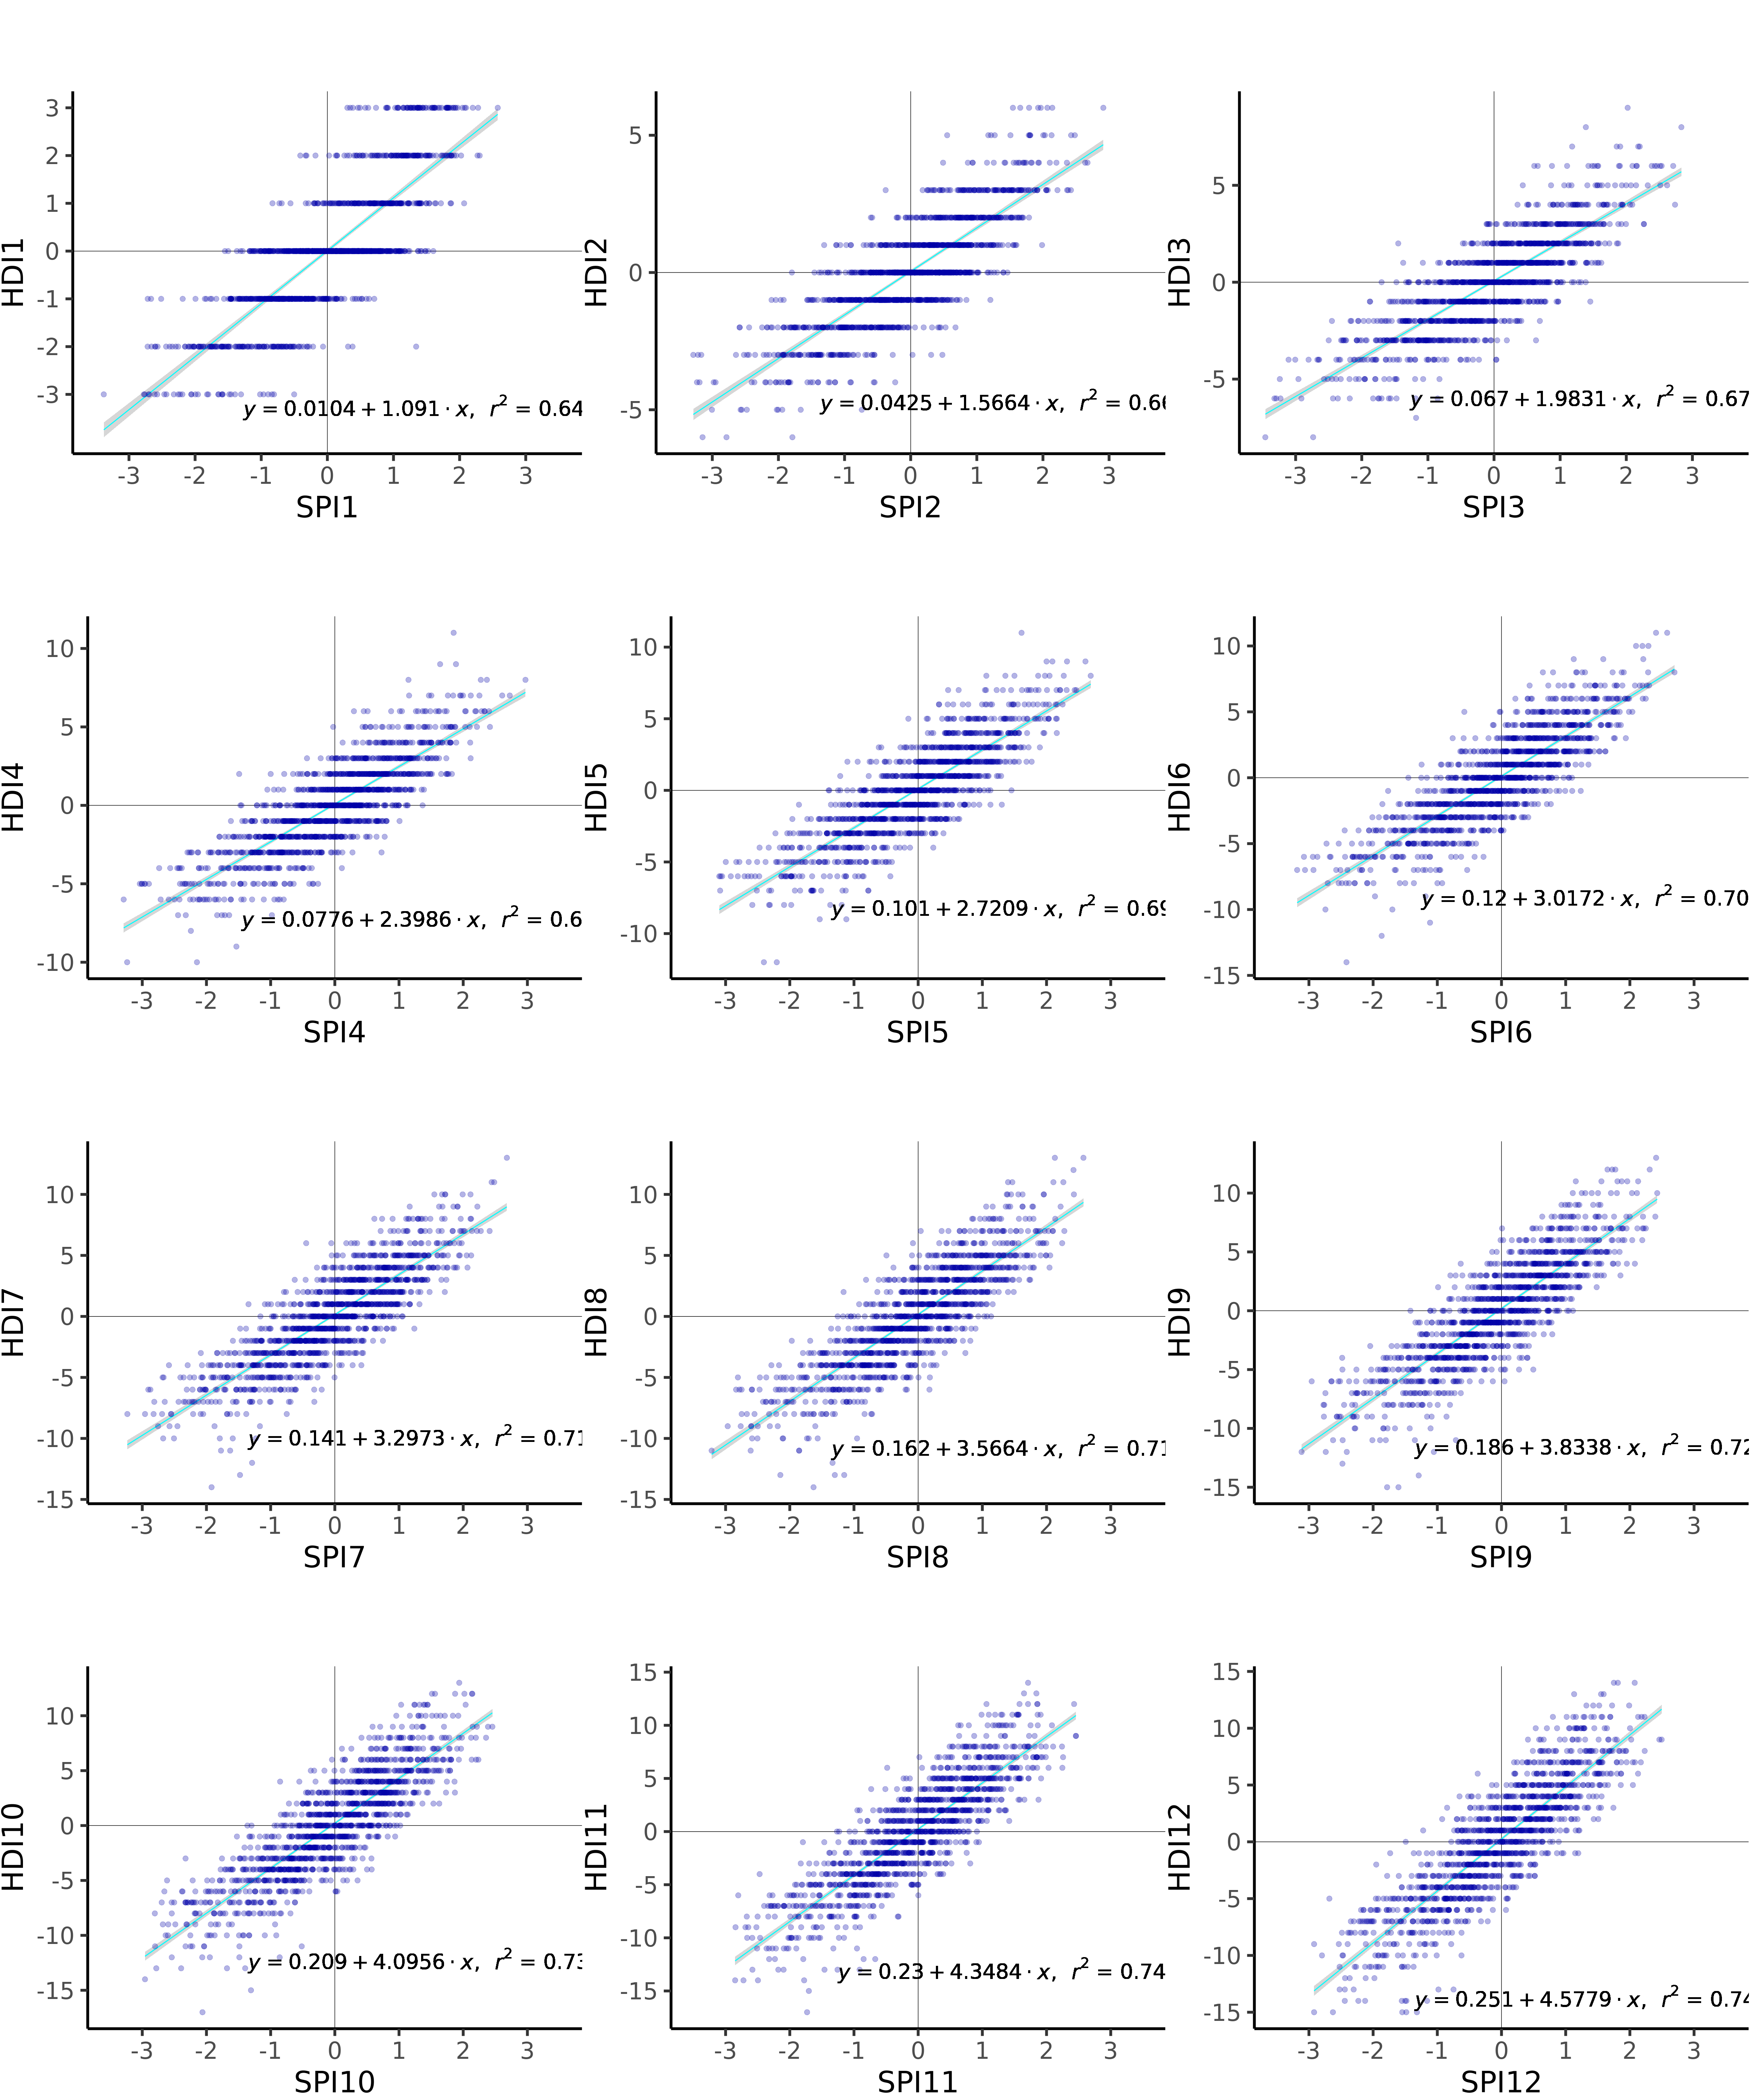 HDI1
3
2
1
0
-1
-2
-3
y = 0.0104 + 1.091 · x, r² = 0.64
-3 -2 -1 0 1 2 3
SPI1
HDI2
5
0
-5
y = 0.0425 + 1.5664 · x, r² = 0.66
-3 -2 -1 0 1 2 3
SPI2
HDI3
5
0
-5
y = 0.067 + 1.9831 · x, r² = 0.67
-3 -2 -1 0 1 2 3
SPI3
HDI4
10
5
0
-5
-10
y = 0.0776 + 2.3986 · x, r² = 0.6
-3 -2 -1 0 1 2 3
SPI4
HDI5
10
5
0
-5
-10
y = 0.101 + 2.7209 · x, r² = 0.69
-3 -2 -1 0 1 2 3
SPI5
HDI6
10
5
0
-5
-10
-15
y = 0.12 + 3.0172 · x, r² = 0.70
-3 -2 -1 0 1 2 3
SPI6
HDI7
10
5
0
-5
-10
-15
y = 0.141 + 3.2973 · x, r² = 0.71
-3 -2 -1 0 1 2 3
SPI7
HDI8
10
5
0
-5
-10
-15
y = 0.162 + 3.5664 · x, r² = 0.71
-3 -2 -1 0 1 2 3
SPI8
HDI9
10
5
0
-5
-10
-15
y = 0.186 + 3.8338 · x, r² = 0.72
-3 -2 -1 0 1 2 3
SPI9
HDI10
10
5
0
-5
-10
-15
y = 0.209 + 4.0956 · x, r² = 0.73
-3 -2 -1 0 1 2 3
SPI10
HDI11
15
10
5
0
-5
-10
-15
y = 0.23 + 4.3484 · x, r² = 0.74
-3 -2 -1 0 1 2 3
SPI11
HDI12
15
10
5
0
-5
-10
-15
y = 0.251 + 4.5779 · x, r² = 0.74
-3 -2 -1 0 1 2 3
SPI12